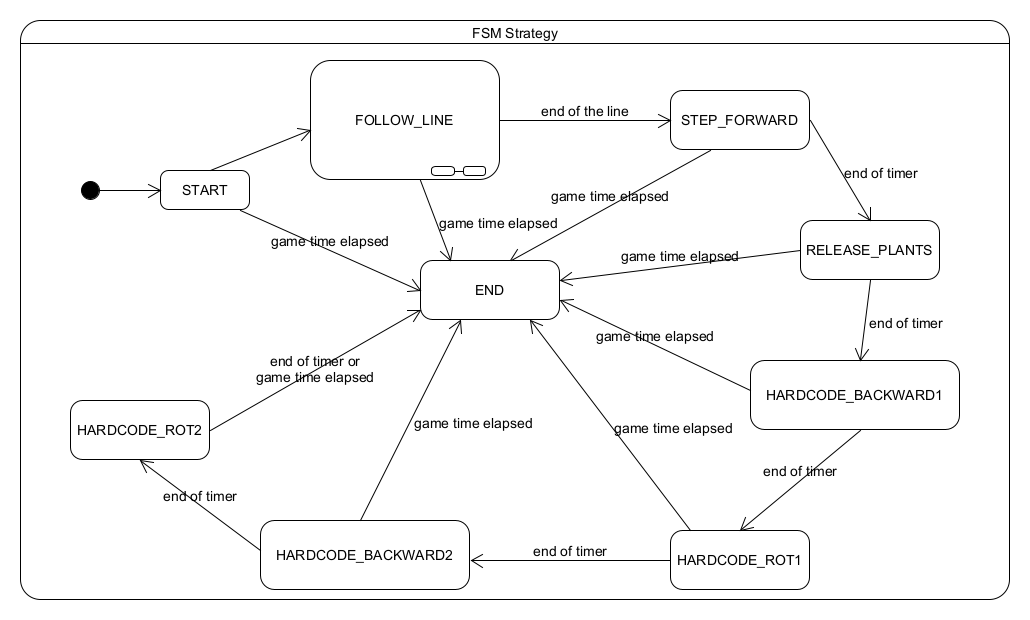 FSM Strategy
FOLLOW_LINE
end of the line
STEP_FORWARD
START
end of timer
game time elapsed
game time elapsed
game time elapsed
RELEASE_PLANTS
game time elapsed
END
end of timer
game time elapsed
end of timer or
game time elapsed
HARDCODE_BACKWARD1
HARDCODE_ROT2
game time elapsed
game time elapsed
end of timer
end of timer
HARDCODE_BACKWARD2
end of timer
HARDCODE_ROT1